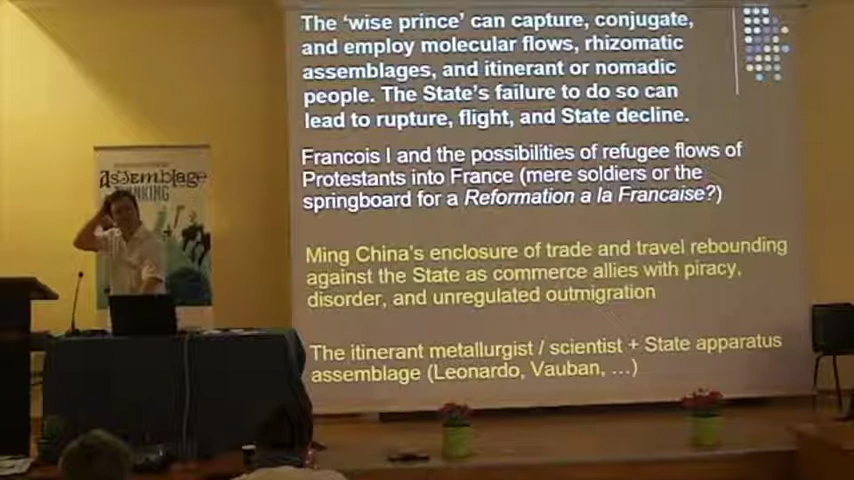 The 'wise prince' can capture, conjugate,
and employ molecular flows, rhizomatic
assemblages, and itinerant or nomadic
people. The State's failure to do so can
lead to rupture, flight, and State decline.
Francois I and the possibilities of refugee flows of
Protestants into France (mere soldiers or the
springboard for a Reformation a la Francaise?)
Ming China's enclosure of trade and travel rebounding
against the State as commerce allies with piracy,
disorder, and unregulated outmigration
The itinerant metallurgist / scientist + State apparatus
assemblage (Leonardo, Vauban, ...)
Assemblage
THINKING